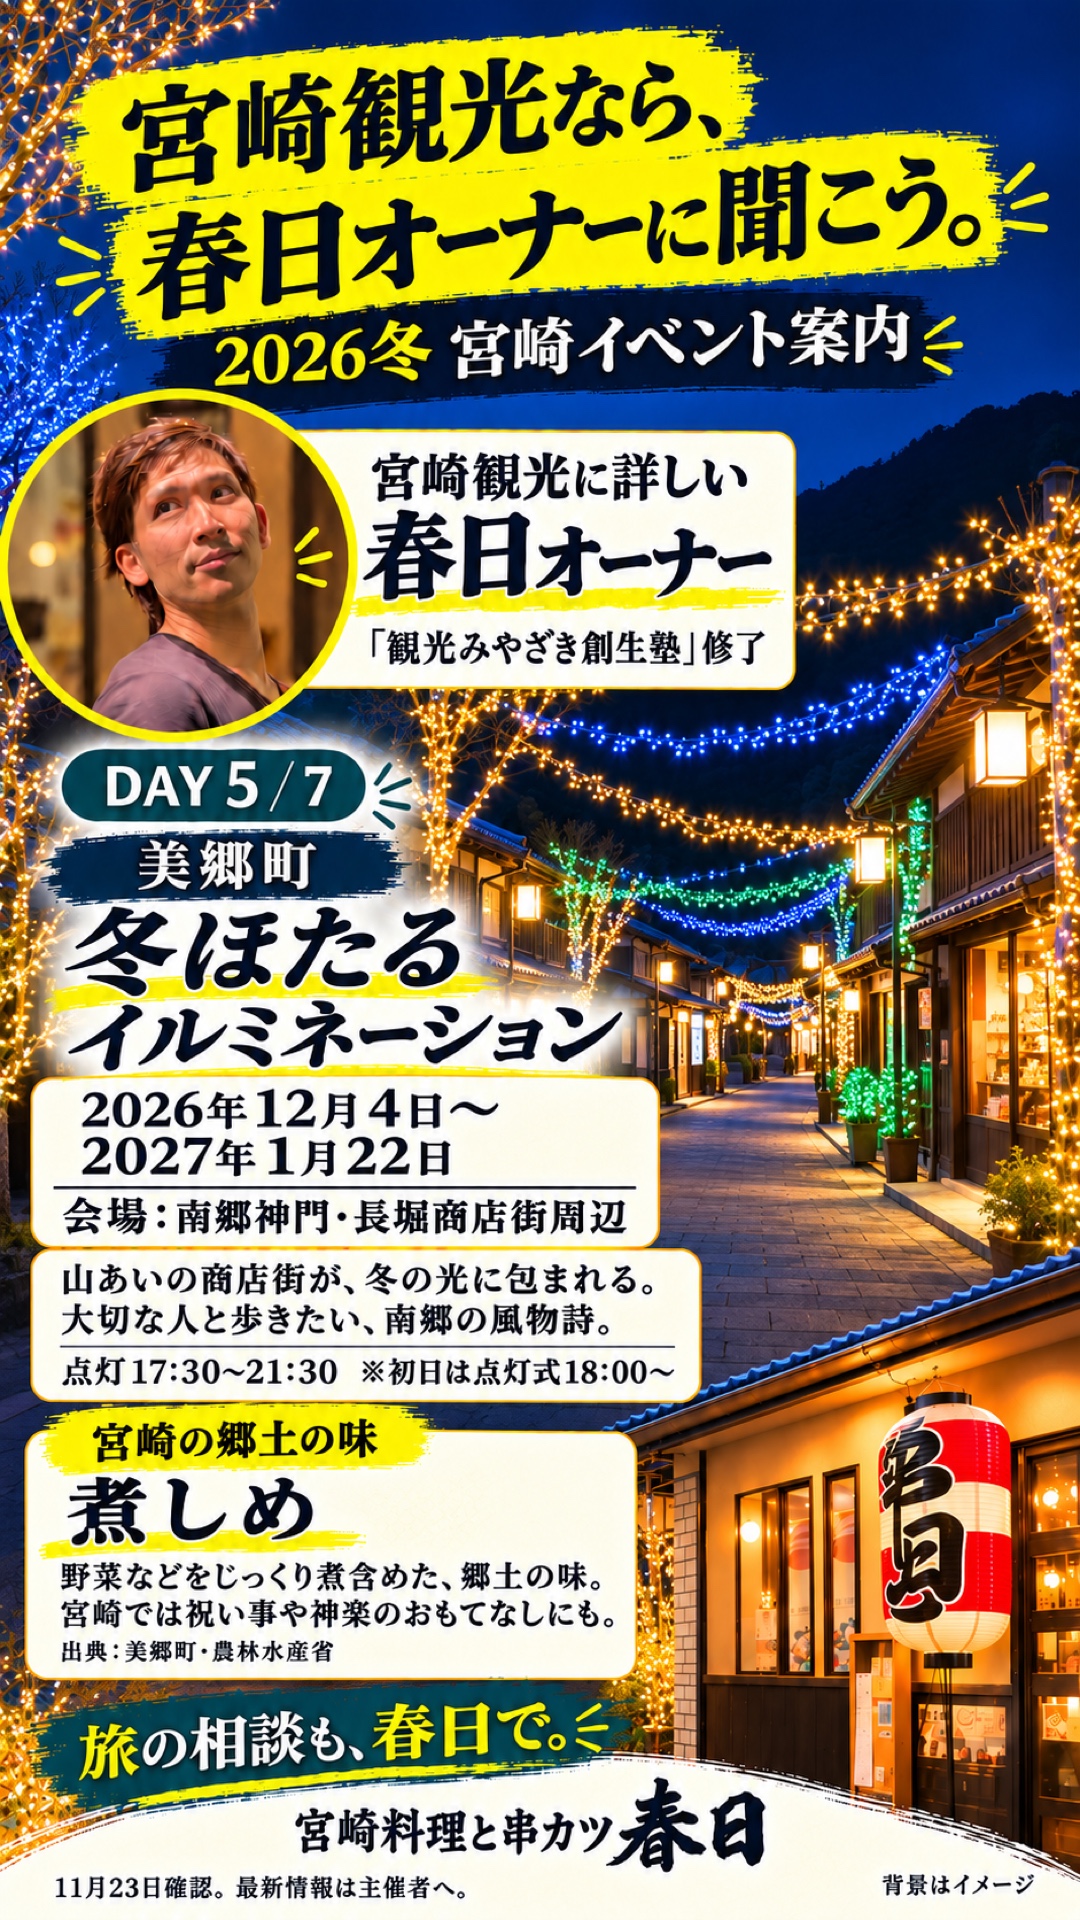 宮崎観光なら、
春日オーナーに聞こう。
2026冬 宮崎イベント案内
宮崎観光に詳しい
春日オーナー
「観光みやざき創生塾」修了
DAY 5/7
美郷町
冬ほたる
イルミネーション
2026年12月4日～
2027年1月22日
会場：南郷神門・長堀商店街周辺
山あいの商店街が、冬の光に包まれる。
大切な人と歩きたい、南郷の風物詩。
点灯17:30~21:30 ※初日は点灯式18:00~
宮崎の郷土の味
煮しめ
野菜などをじっくり煮含めた、郷土の味。
宮崎では祝い事や神楽のおもてなしにも。
出典：美郷町・農林水産省
旅の相談も、春日で。
宮崎料理と串カツ 春日
11月23日確認。最新情報は主催者へ。
背景はイメージ